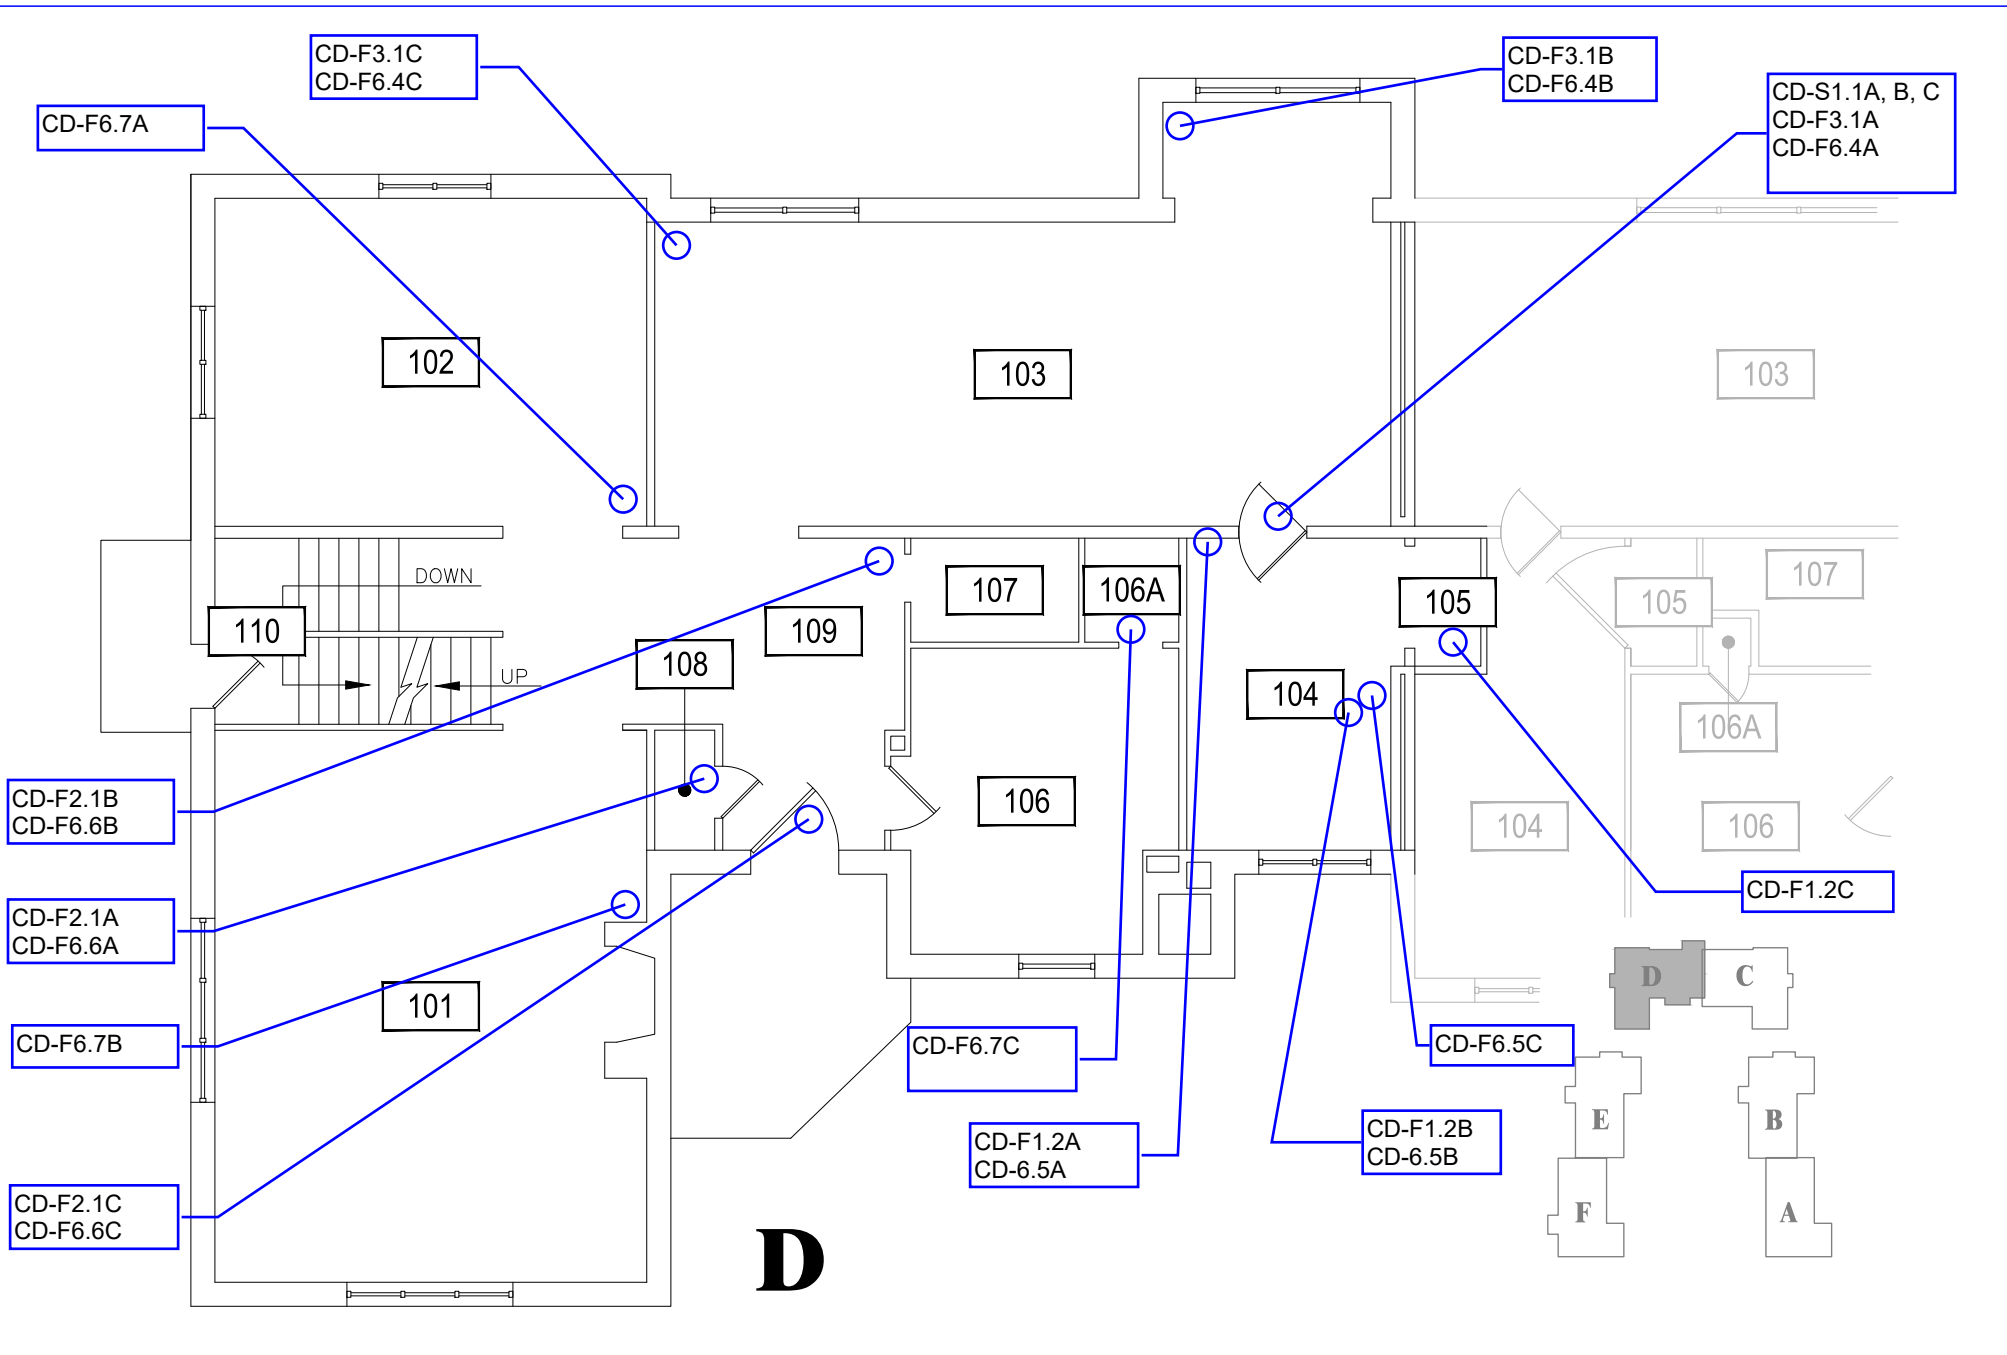 CD-F3.1C
CD-F6.4C
CD-F3.1B
CD-F6.4B
CD-S1.1A, B, C
CD-F3.1A
CD-F6.4A
CD-F6.7A
102
103
103
DOWN
107
106A
105
107
105
110
109
108
UP
104
106A
106
104
106
CD-F2.1B
CD-F6.6B
CD-F1.2C
CD-F2.1A
CD-F6.6A
D
C
101
CD-F6.7B
CD-F6.7C
CD-F6.5C
E
B
CD-F1.2A
CD-6.5A
CD-F1.2B
CD-6.5B
CD-F2.1C
CD-F6.6C
F
A
D